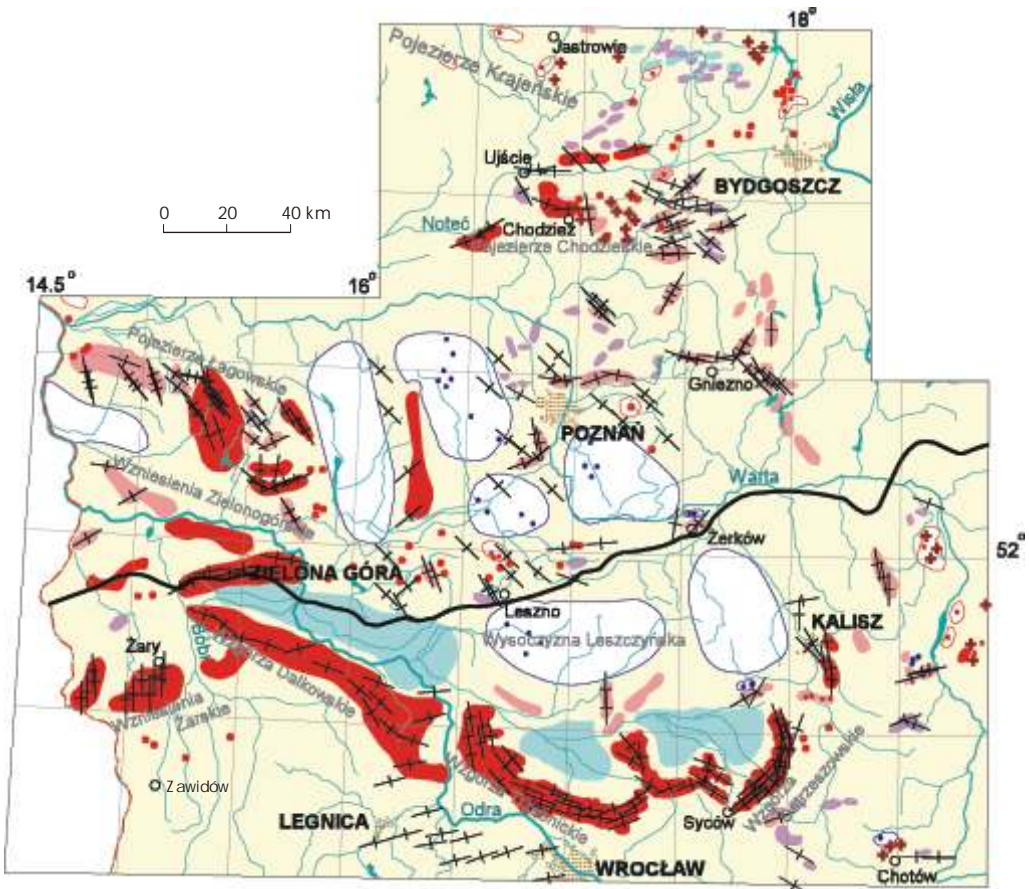 18°
Jastrowie
Pojezierze Krajeńskie
Wisła
Ujście
BYDGOSZCZ
0 20 40 km
Noteć
Chodzież
Pojezierze Chodzieskie
14.5°
16°
Pojezierze Łagowskie
Gniezno
POZNAŃ
Wzniesienia Zielonogórskie
Warta
Żerków
52°
ZIELONA GÓRA
Leszno
KALISZ
Wysoczyzna Leszczyńska
Bóbr
Żary
Wzgórza Dalkowskie
Wzniesienia
Żarskie
Zawidów
Wzgórza Trzebnickie
Wzgórza
Ostrzeszowskie
Odra
LEGNICA
Syców
WROCŁAW
Chotów